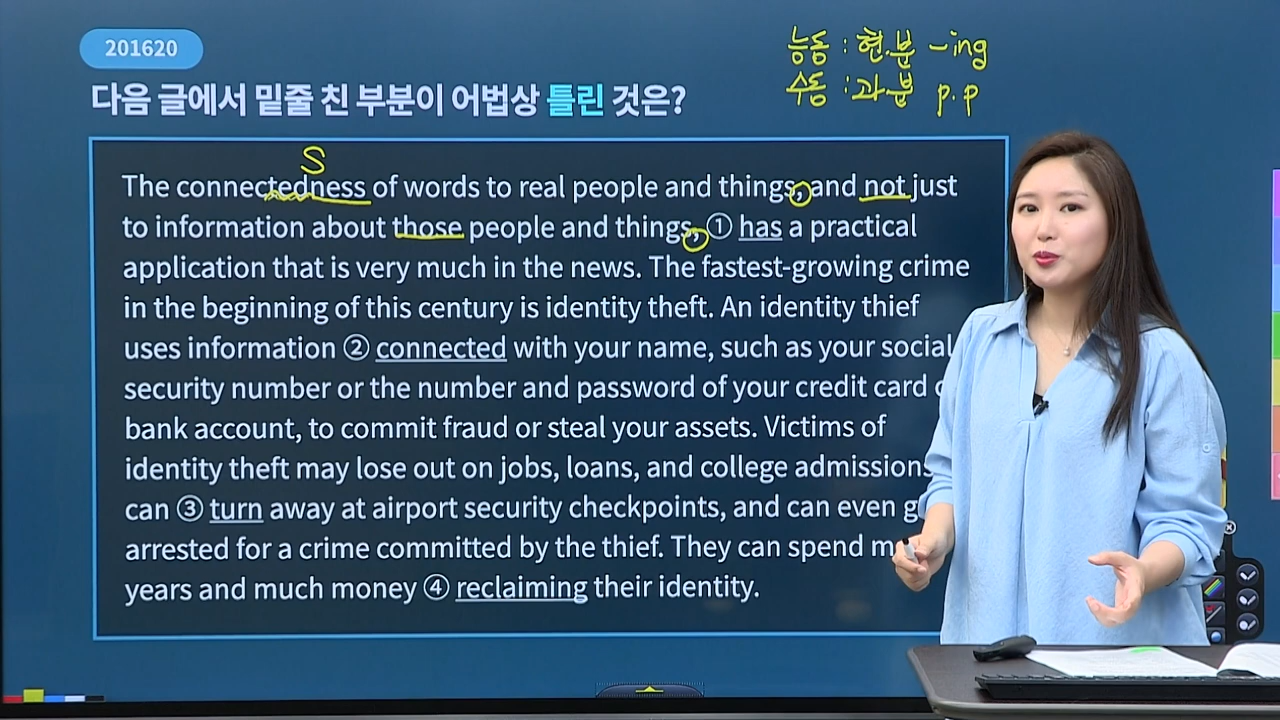 201620
능동 : 현.분 -ing
수동 : 과분 p.p
다음 글에서 밑줄 친 부분이 어법상 틀린 것은?
S
The connectedness of words to real people and things, and not just
to information about those people and things, ① has a practical
application that is very much in the news. The fastest-growing crime
in the beginning of this century is identity theft. An identity thief
uses information ② connected with your name, such as your social
security number or the number and password of your credit card
bank account, to commit fraud or steal your assets. Victims of
identity theft may lose out on jobs, loans, and college admissions
can ③ turn away at airport security checkpoints, and can even
arrested for a crime committed by the thief. They can spend
years and much money ④ reclaiming their identity.